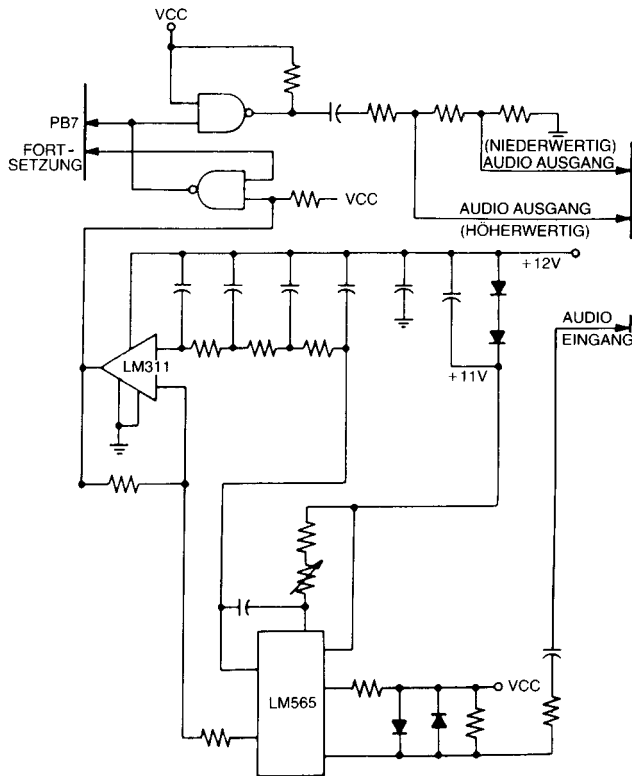 VCC
PB7
FORT-
SETZUNG
VCC
(NIEDERWERTIG)
AUDIO AUSGANG
AUDIO AUSGANG
(HÖHERWERTIG)
+12V
LM311
+11V
AUDIO
EINGANG
LM565
VCC